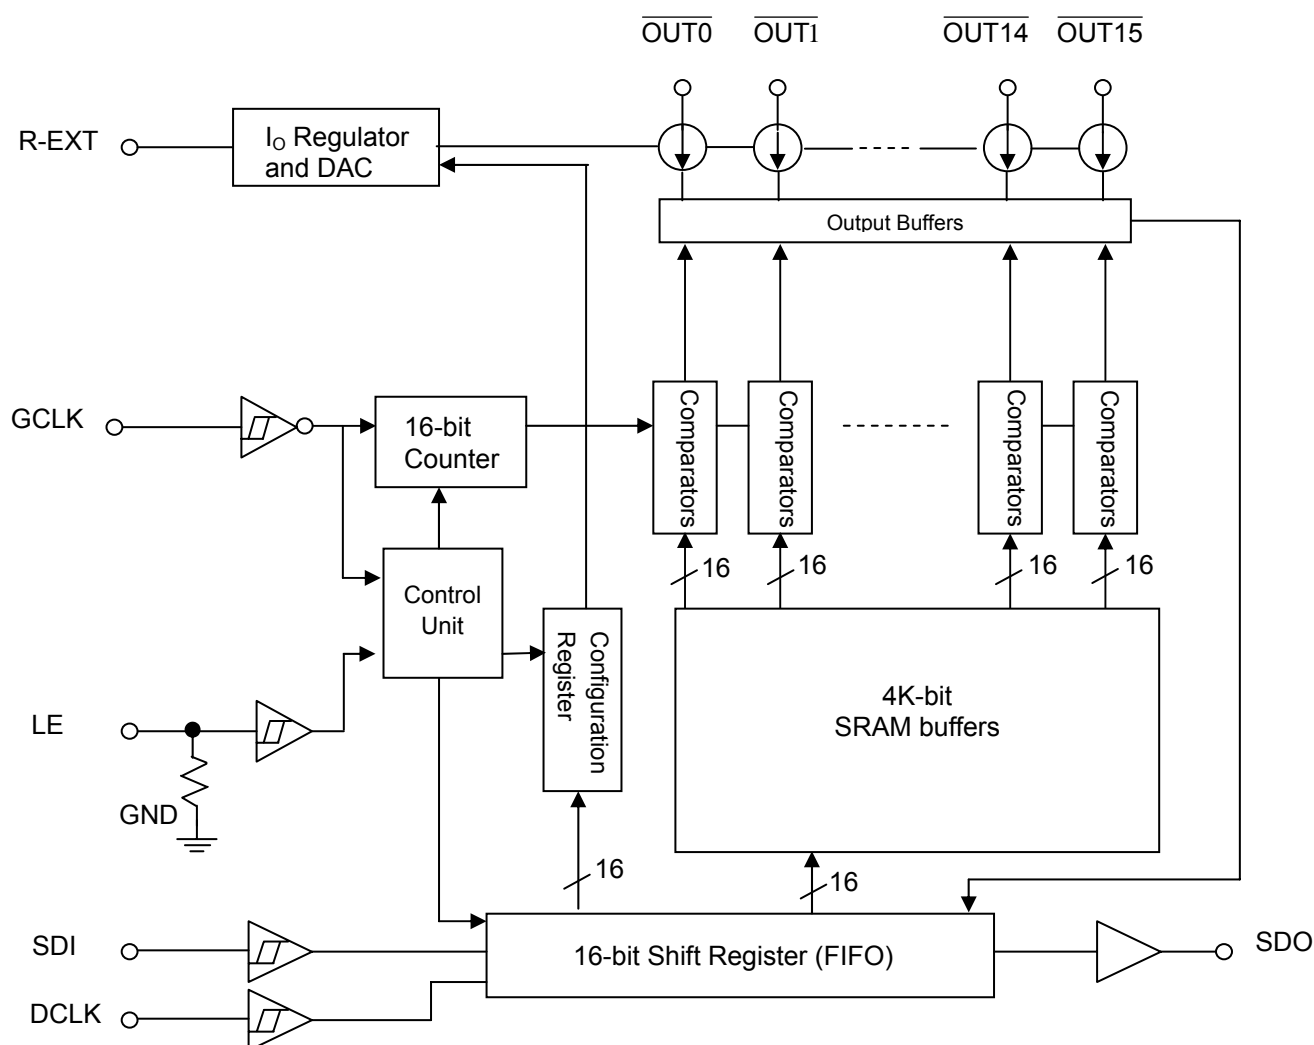 OUT0 OUT1 OUT14 OUT15
R-EXT
IO Regulator
and DAC
Output Buffers
GCLK
16-bit
Counter
Comparators
Comparators
Comparators
Comparators
16
16
16
16
Control
Unit
Configuration
Register
LE
GND
4K-bit
SRAM buffers
16
16
SDI
16-bit Shift Register (FIFO)
SDO
DCLK